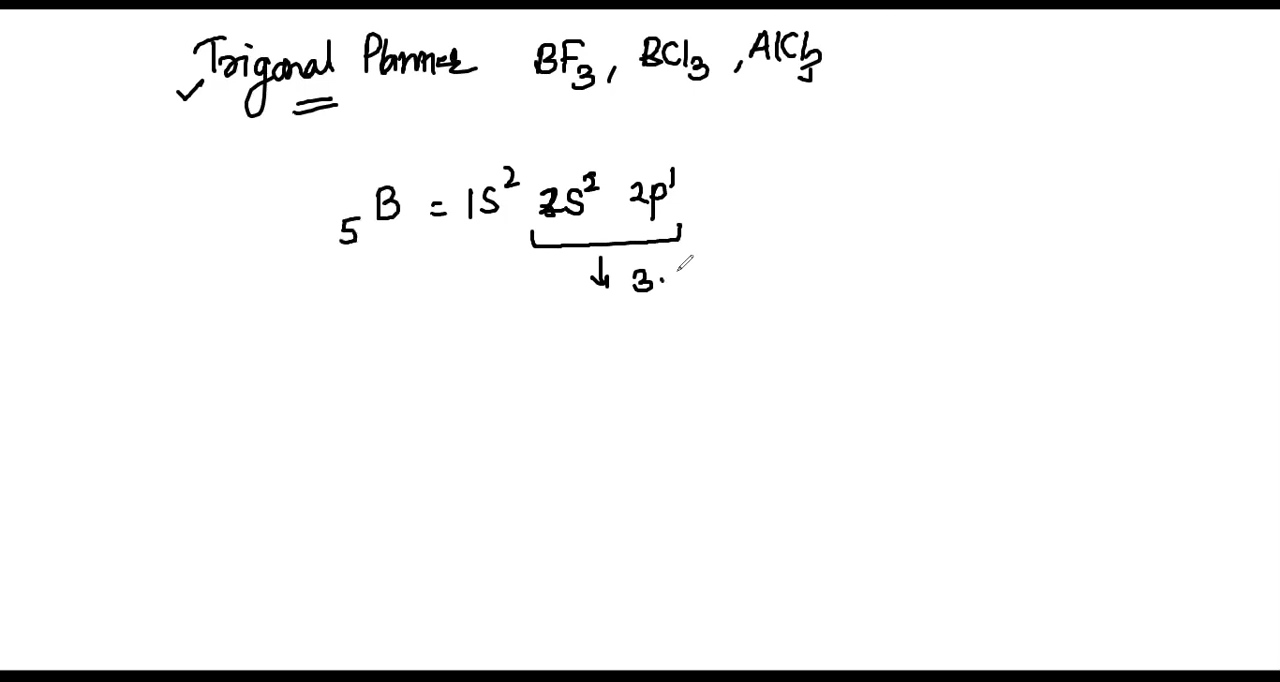 Trigonal Planner BF3, BCl3, AlCl3
5B = 1S² 2S² 2p¹
↓ 3.